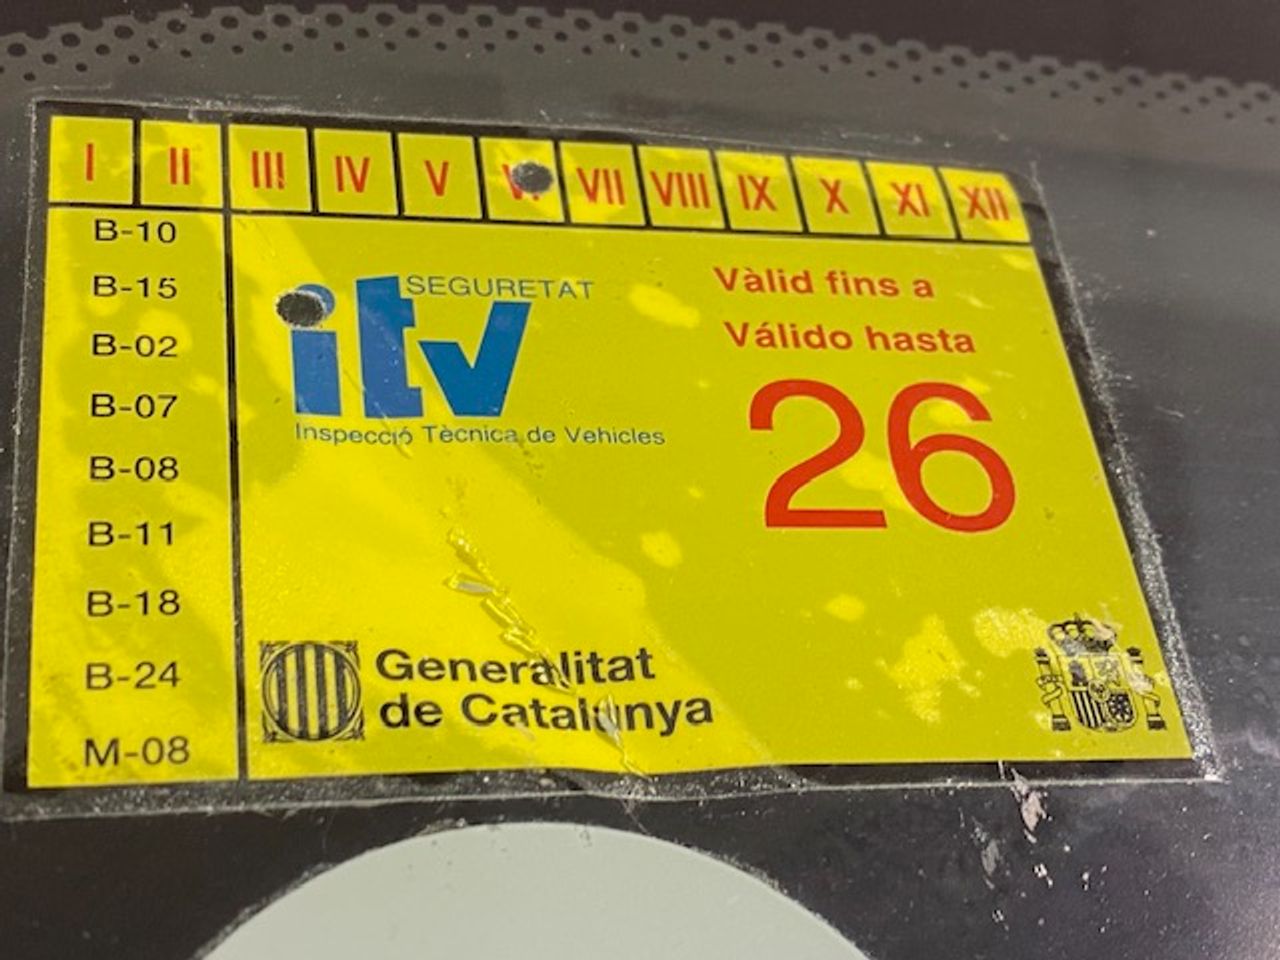 I II III IV V VII VIII IX X XI XII
B-10
B-15
B-02
B-07
B-08
B-11
B-18
B-24
M-08
SEGURETAT
itv
Inspecció Tècnica de Vehicles
Vàlid fins a
Válido hasta
26
Generalitat
de Catalunya